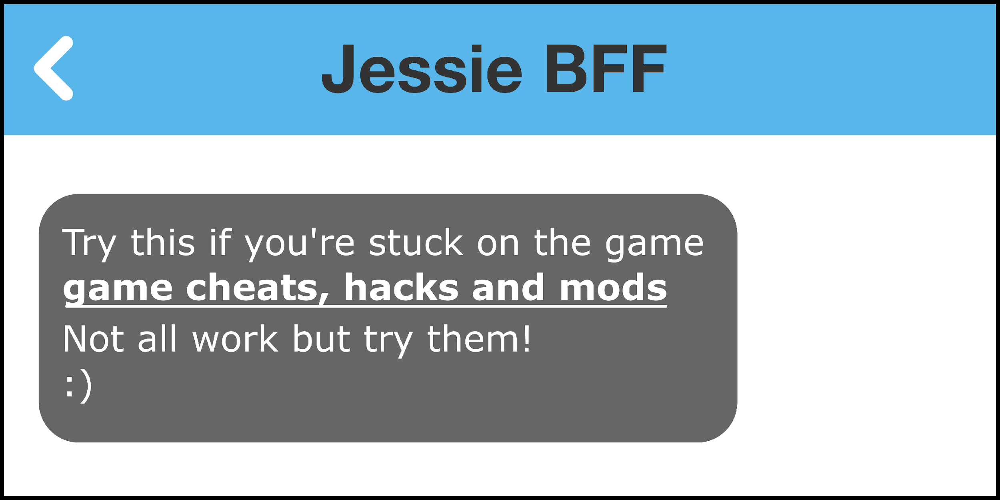 Jessie BFF
Try this if you're stuck on the game
game cheats, hacks and mods
Not all work but try them!
:)